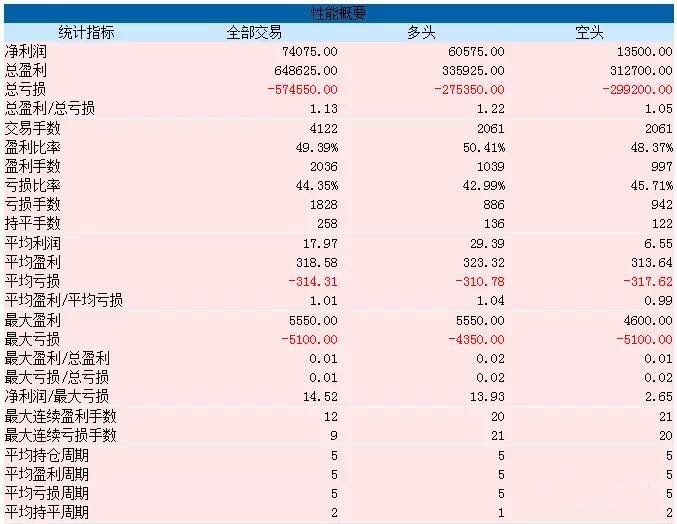 性能概要
统计指标 全部交易 多头 空头
净利润 74075.00 60575.00 13500.00
总盈利 648625.00 335925.00 312700.00
总亏损 -574550.00 -275350.00 -299200.00
总盈利/总亏损 1.13 1.22 1.05
交易手数 4122 2061 2061
盈利比率 49.39% 50.41% 48.37%
盈利手数 2036 1039 997
亏损比率 44.35% 42.99% 45.71%
亏损手数 1828 886 942
持平手数 258 136 122
平均利润 17.97 29.39 6.55
平均盈利 318.58 323.32 313.64
平均亏损 -314.31 -310.78 -317.62
平均盈利/平均亏损 1.01 1.04 0.99
最大盈利 5550.00 5550.00 4600.00
最大亏损 -5100.00 -4350.00 -5100.00
最大盈利/总盈利 0.01 0.02 0.01
最大亏损/总亏损 0.01 0.02 0.02
净利润/最大亏损 14.52 13.93 2.65
最大连续盈利手数 12 20 21
最大连续亏损手数 9 21 20
平均持仓周期 5 5 5
平均盈利周期 5 5 5
平均亏损周期 5 5 5
平均持平周期 2 1 2